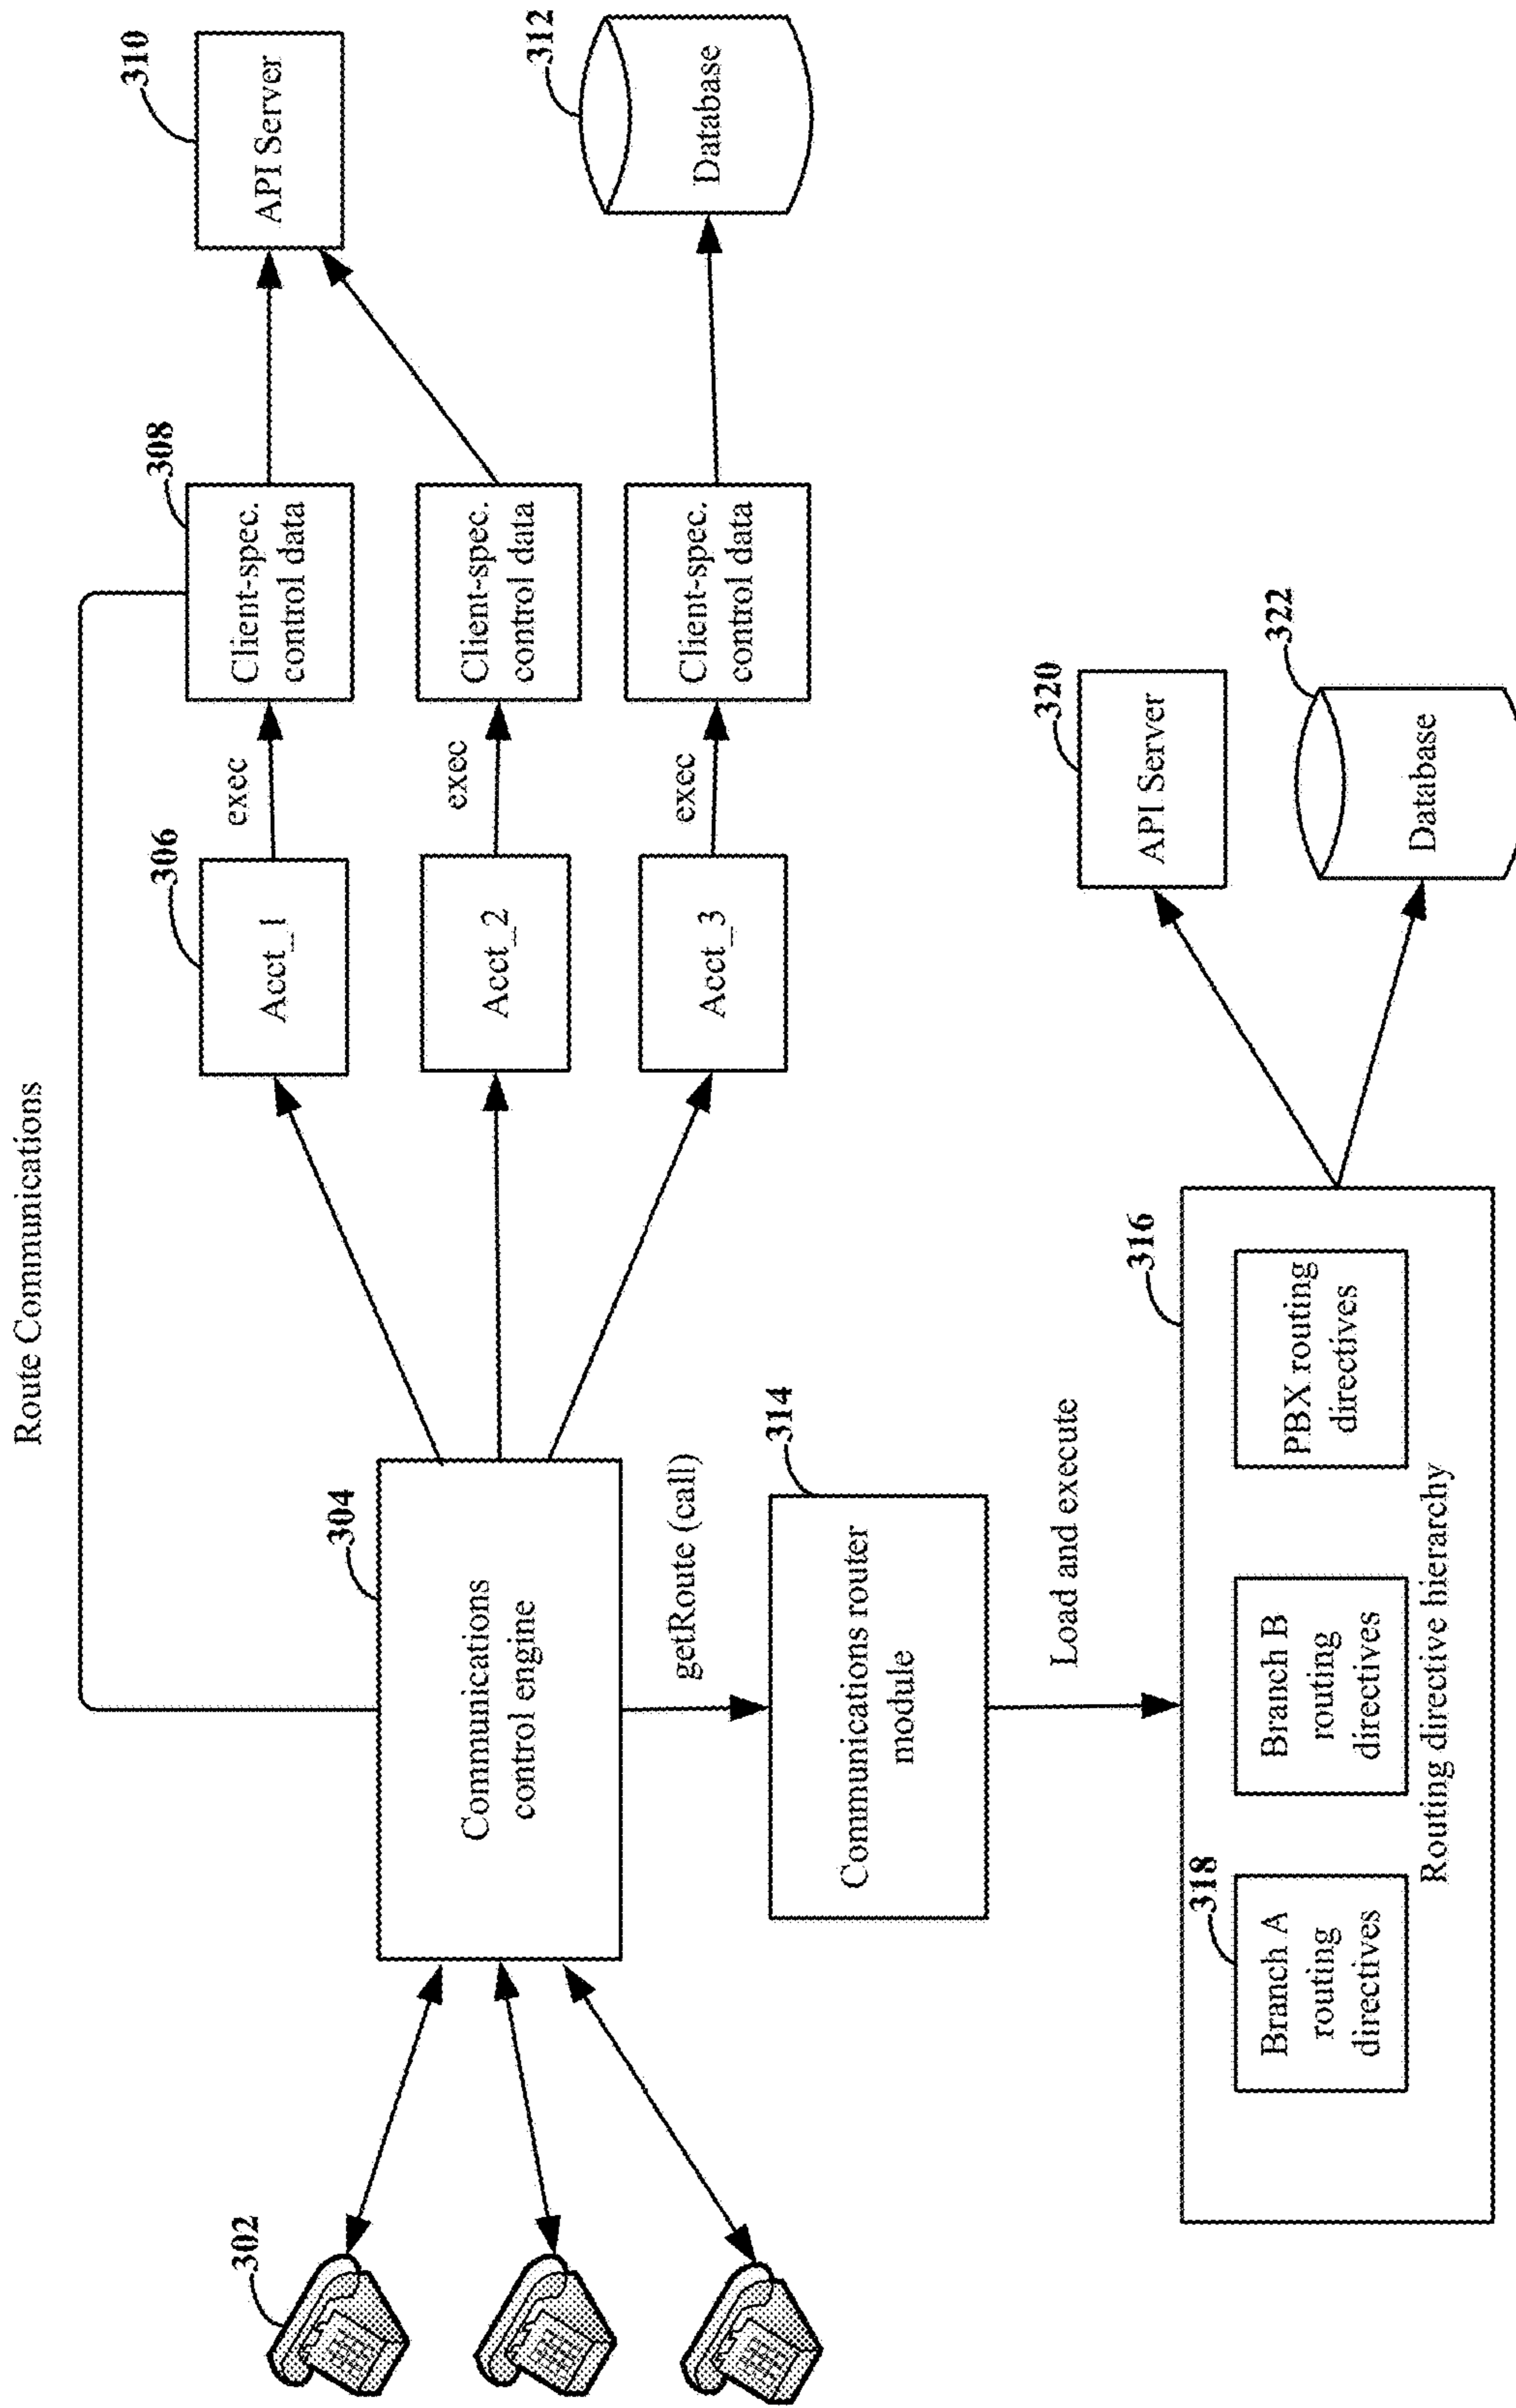 Route Communications
302
304
Communications
control engine
306
Acct_1
exec
308
Client-spec.
control data
310
API Server
Acct_2
exec
Client-spec.
control data
Acct_3
exec
Client-spec.
control data
312
Database
getRoute (call)
314
Communications router
module
Load and execute
316
318
Branch A
routing
directives
Branch B
routing
directives
PBX routing
directives
Routing directive hierarchy
320
API Server
322
Database